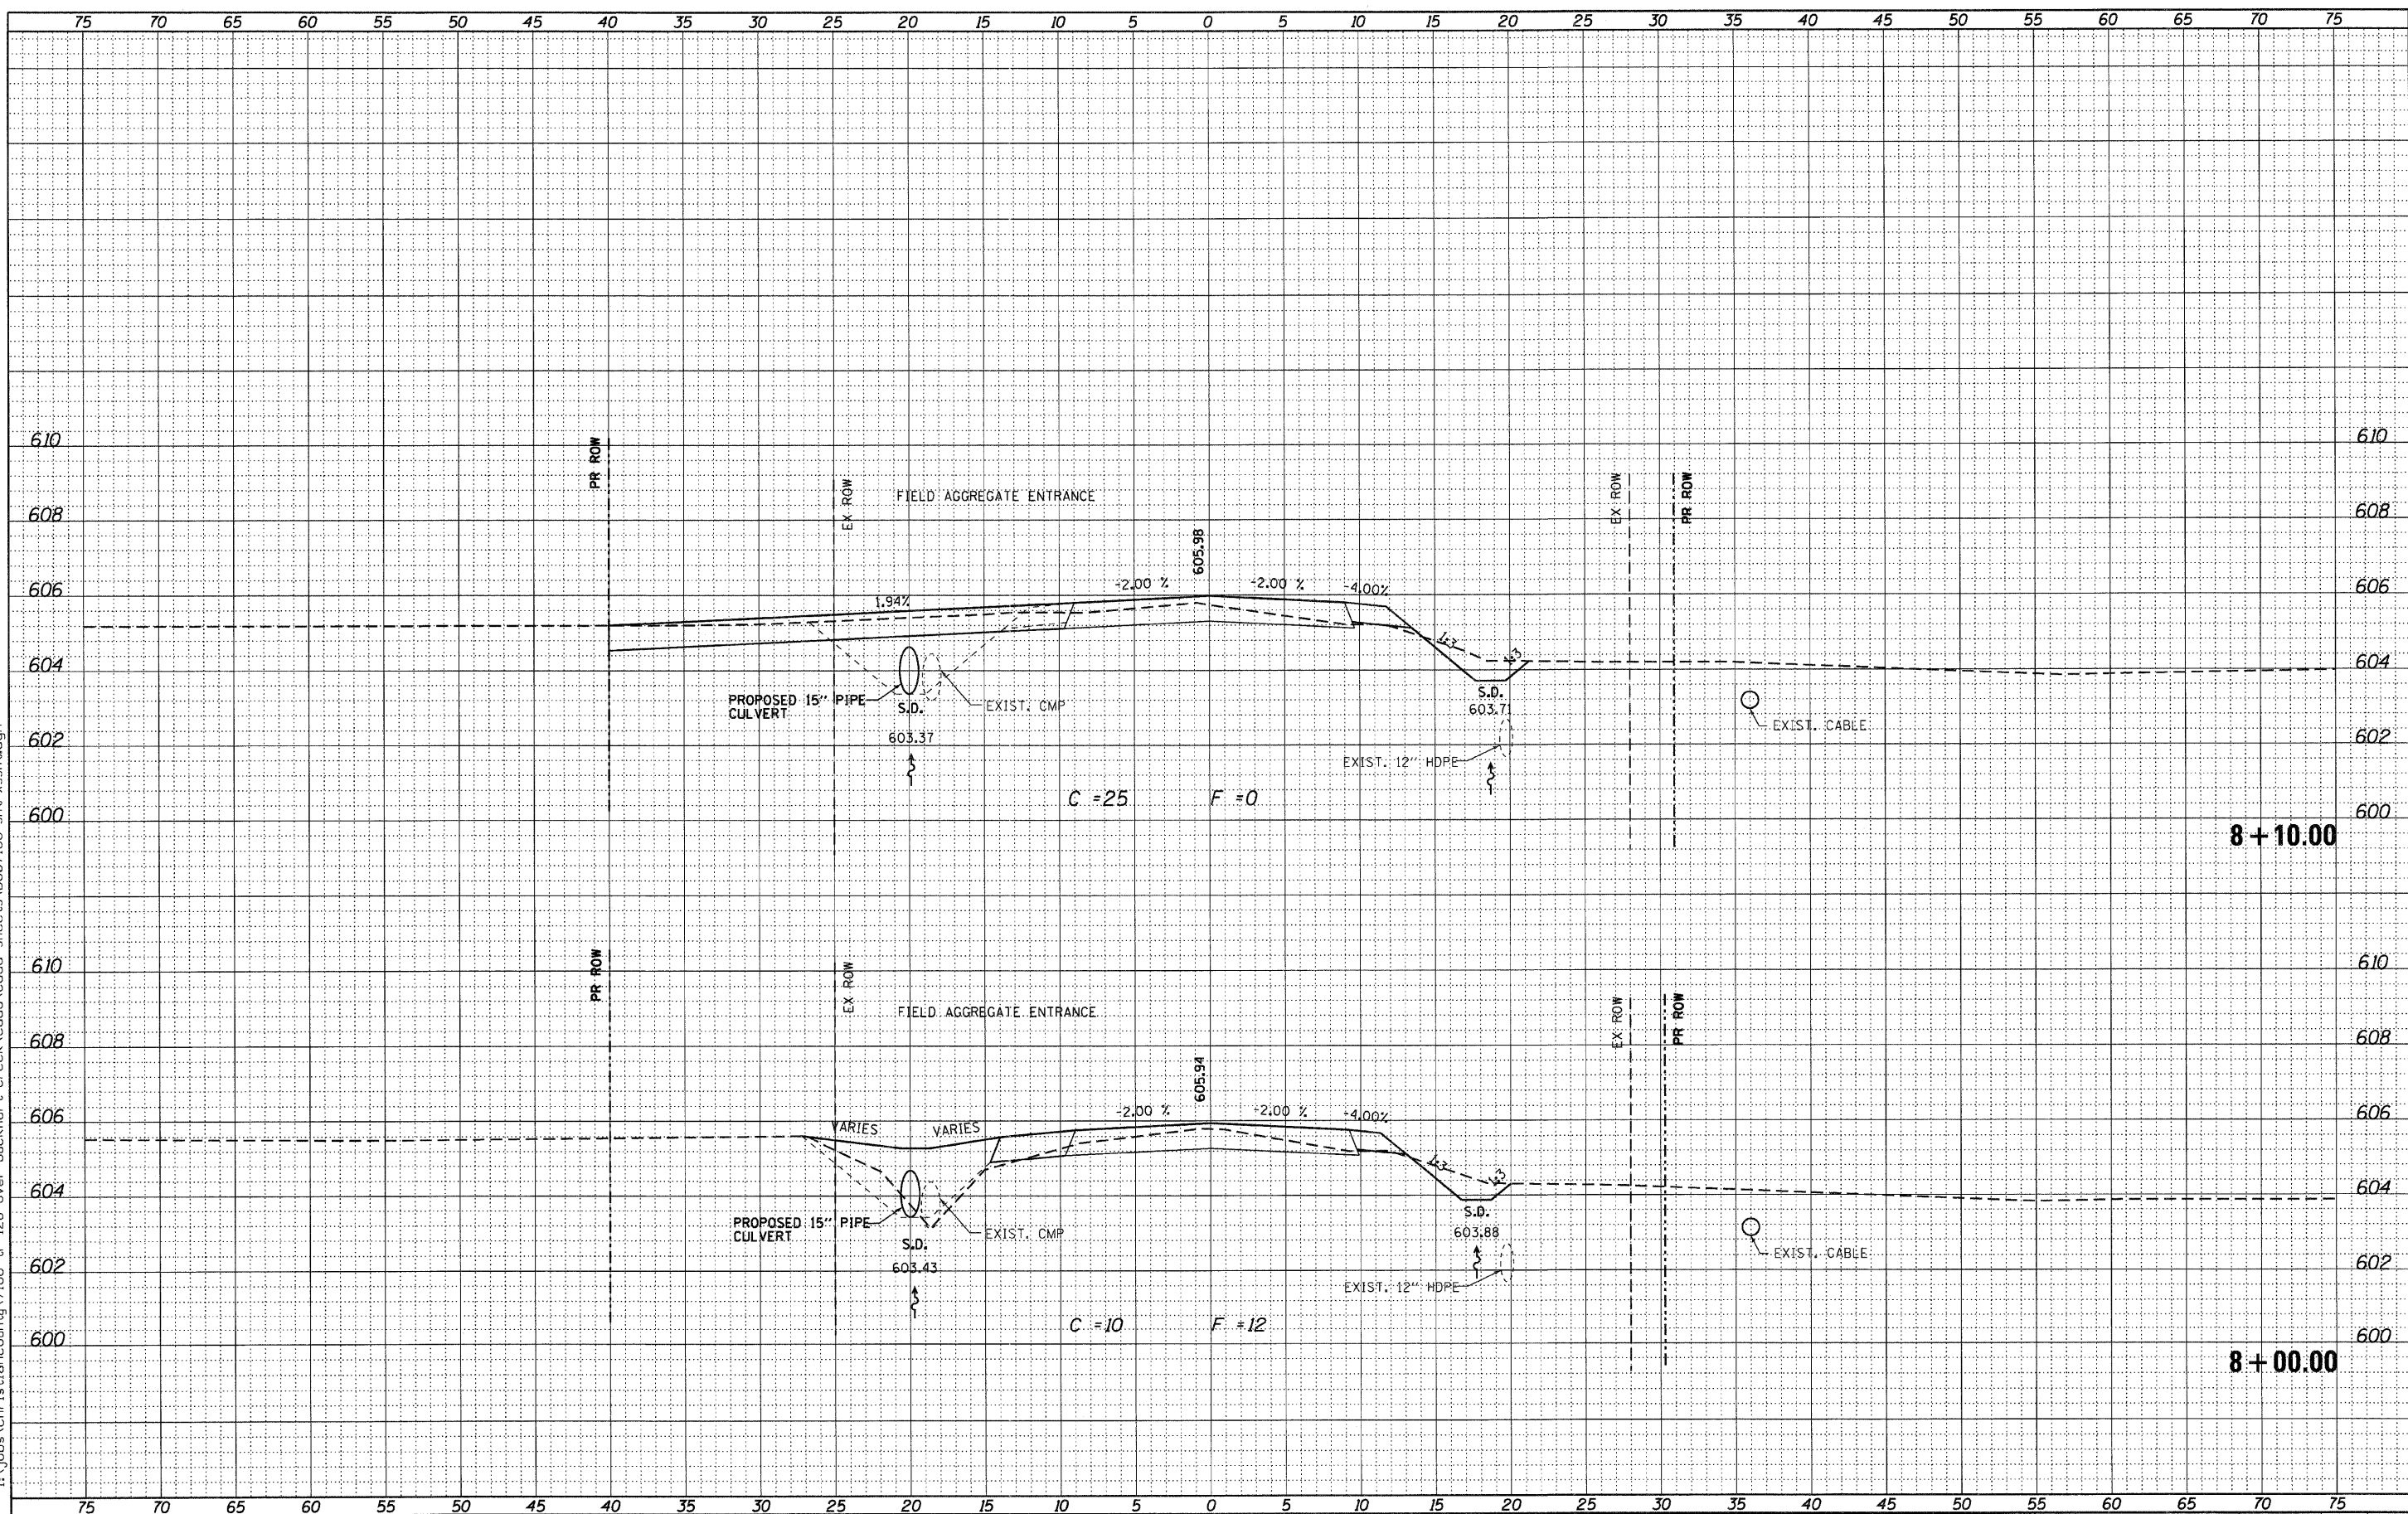 75 70 65 60 55 50 45 40 35 30 25 20 15 10 5 0 5 10 15 20 25 30 35 40 45 50 55 60 65 70 75
610 610
PR ROW
EX ROW
FIELD AGGREGATE ENTRANCE
EX ROW
PR ROW
608 608
605.98
606 606
1.94%
-2.00 %
-2.00 %
-4.00%
1:3
1:3
604 604
PROPOSED 15'' PIPE
CULVERT
S.D.
EXIST. CMP
S.D.
603.71
EXIST. CABLE
603.37
602 602
EXIST. 12'' HDPE
C =25 F =0
600 600
8+10.00
610 610
PR ROW
EX ROW
FIELD AGGREGATE ENTRANCE
EX ROW
PR ROW
608 608
605.94
606 606
VARIES
VARIES
-2.00 %
-2.00 %
-4.00%
1:3
1:3
604 604
PROPOSED 15'' PIPE
CULVERT
S.D.
EXIST. CMP
S.D.
603.88
EXIST. CABLE
603.43
602 602
EXIST. 12'' HDPE
C =10 F =12
600 600
8+00.00
75 70 65 60 55 50 45 40 35 30 25 20 15 10 5 0 5 10 15 20 25 30 35 40 45 50 55 60 65 70 75